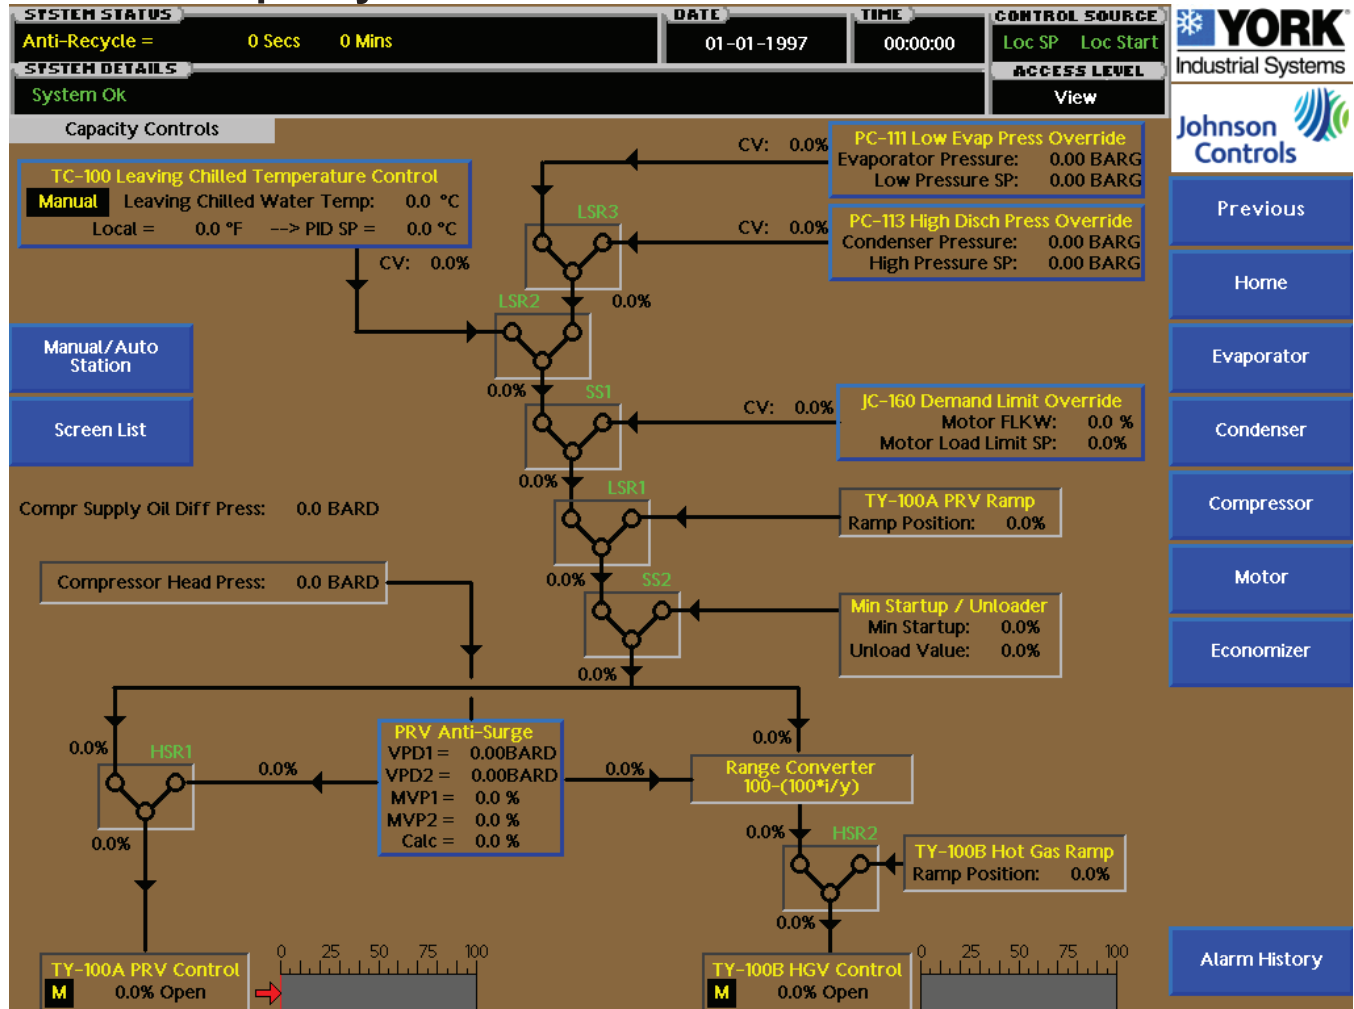 SYSTEM STATUS
Anti-Recycle = 0 Secs 0 Mins
DATE
01-01-1997
TIME
00:00:00
CONTROL SOURCE
Loc SP Loc Start
SYSTEM DETAILS
System Ok
ACCESS LEVEL
View
YORK
Industrial Systems
Johnson
Controls
Capacity Controls
TC-100 Leaving Chilled Temperature Control
Manual Leaving Chilled Water Temp: 0.0 °C
Local = 0.0 °F --> PID SP = 0.0 °C
CV: 0.0%
CV: 0.0%
PC-111 Low Evap Press Override
Evaporator Pressure: 0.00 BARG
Low Pressure SP: 0.00 BARG
LSR3
CV: 0.0%
PC-113 High Disch Press Override
Condenser Pressure: 0.00 BARG
High Pressure SP: 0.00 BARG
0.0%
LSR2
0.0%
SS1
CV: 0.0%
JC-160 Demand Limit Override
Motor FLKW: 0.0 %
Motor Load Limit SP: 0.0%
0.0%
LSR1
TY-100A PRV Ramp
Ramp Position: 0.0%
0.0%
SS2
Min Startup / Unloader
Min Startup: 0.0%
Unload Value: 0.0%
0.0%
Manual/Auto
Station
Screen List
Compr Supply Oil Diff Press: 0.0 BARD
Compressor Head Press: 0.0 BARD
0.0%
HSR1
0.0%
0.0%
PRV Anti-Surge
VPD1 = 0.00BARD
VPD2 = 0.00BARD
MVP1 = 0.0 %
MVP2 = 0.0 %
Calc = 0.0 %
0.0%
0.0%
Range Converter
100-(100*i/y)
0.0%
HSR2
TY-100B Hot Gas Ramp
Ramp Position: 0.0%
0.0%
TY-100A PRV Control
M 0.0% Open
0 25 50 75 100
TY-100B HGV Control
M 0.0% Open
0 25 50 75 100
Previous
Home
Evaporator
Condenser
Compressor
Motor
Economizer
Alarm History